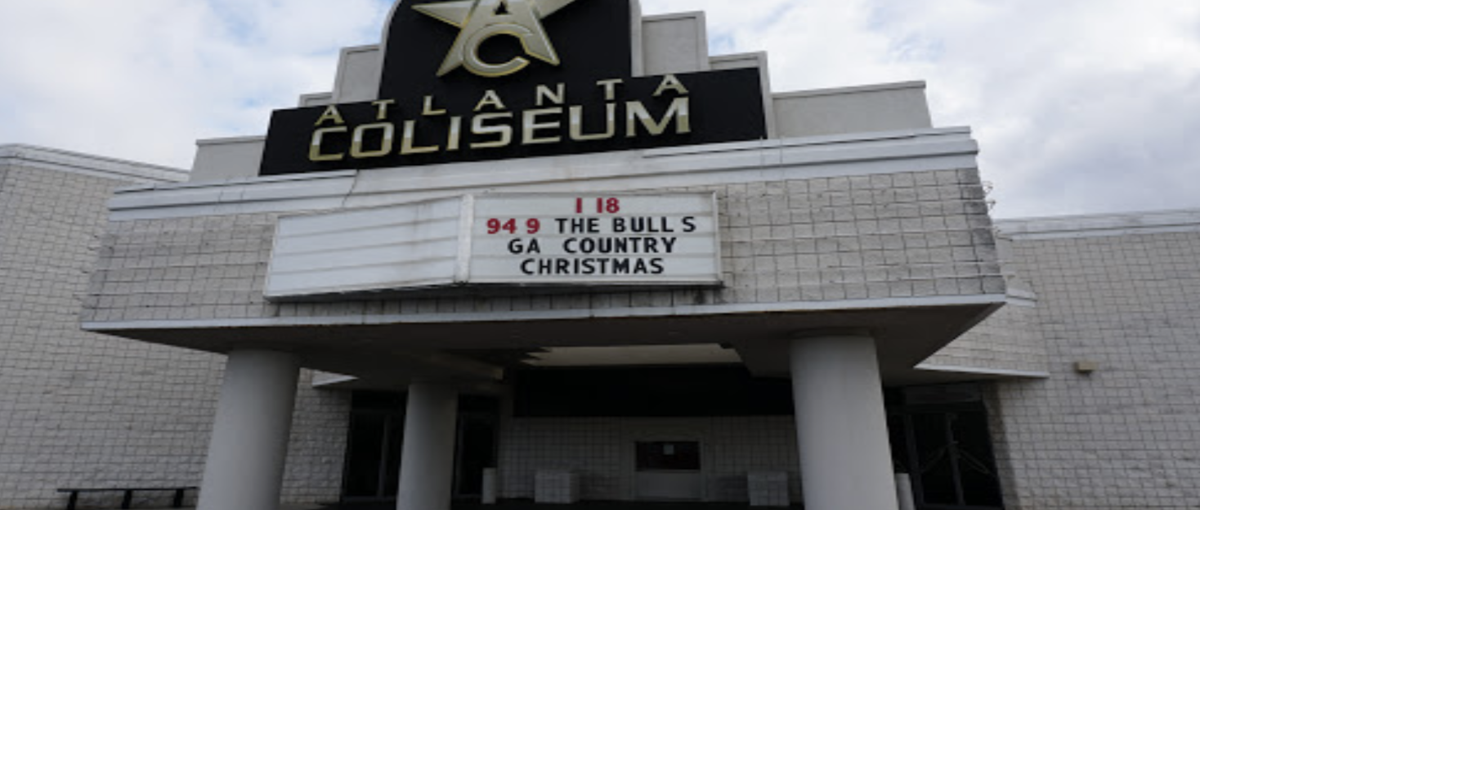 AC
ATLANTA
COLISEUM
1 18
94 9 THE BULL S
GA COUNTRY
CHRISTMAS